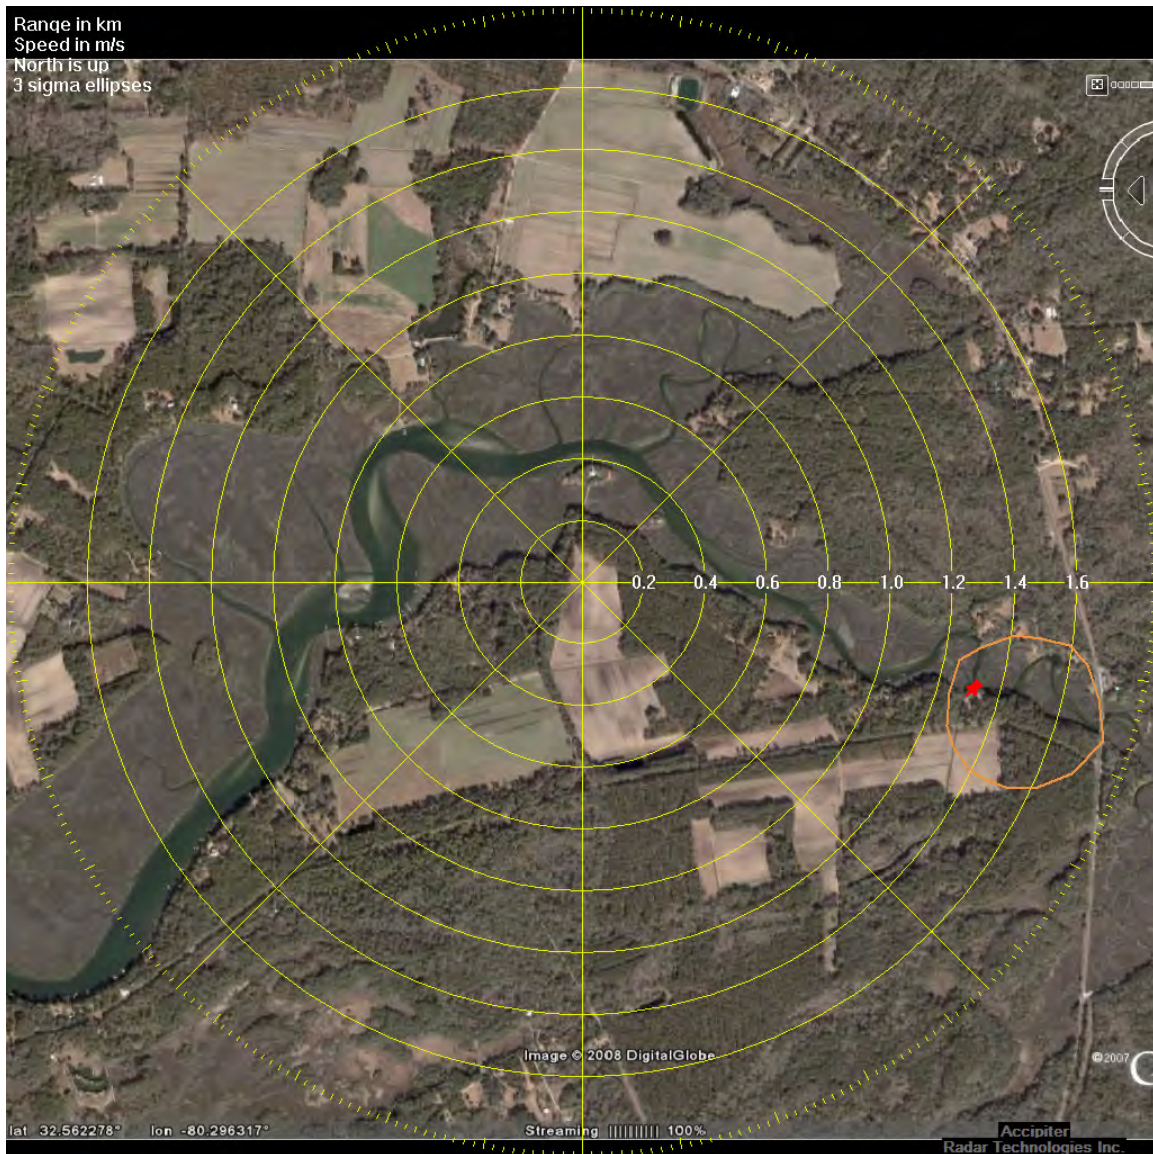 Range in km
Speed in m/s
North is up
3 sigma ellipses
0.2 0.4 0.6 0.8 1.0 1.2 1.4 1.6
Image © 2008 DigitalGlobe
©2007
lat 32.562278° lon -80.296317° Streaming ||||||||| 100%
Accipiter
Radar Technologies Inc.